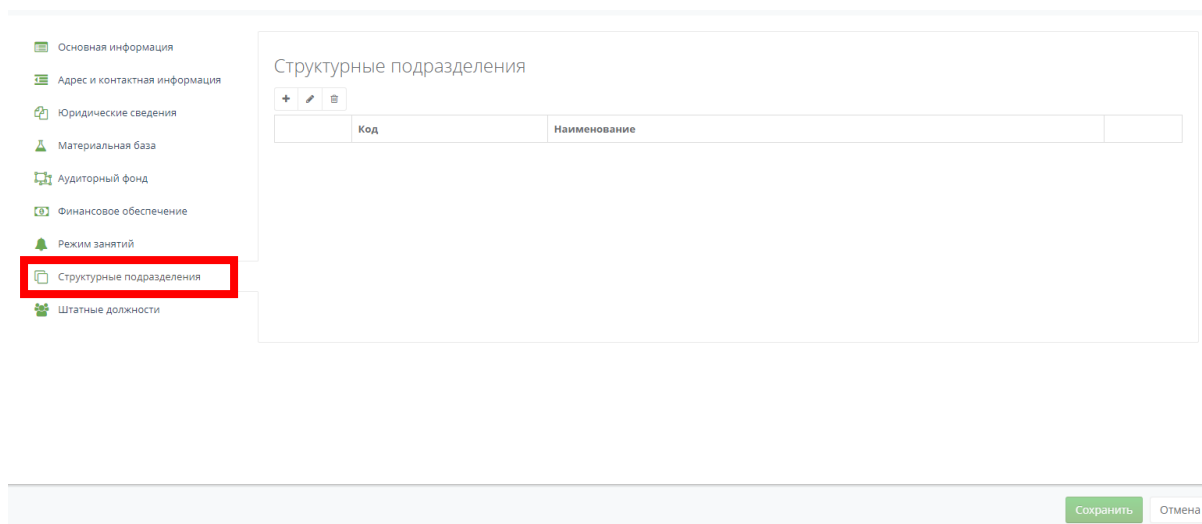 Основная информация
Адрес и контактная информация
Юридические сведения
Материальная база
Аудиторный фонд
Финансовое обеспечение
Режим занятий
Структурные подразделения
Штатные должности
Структурные подразделения
Код Наименование
Сохранить Отмена